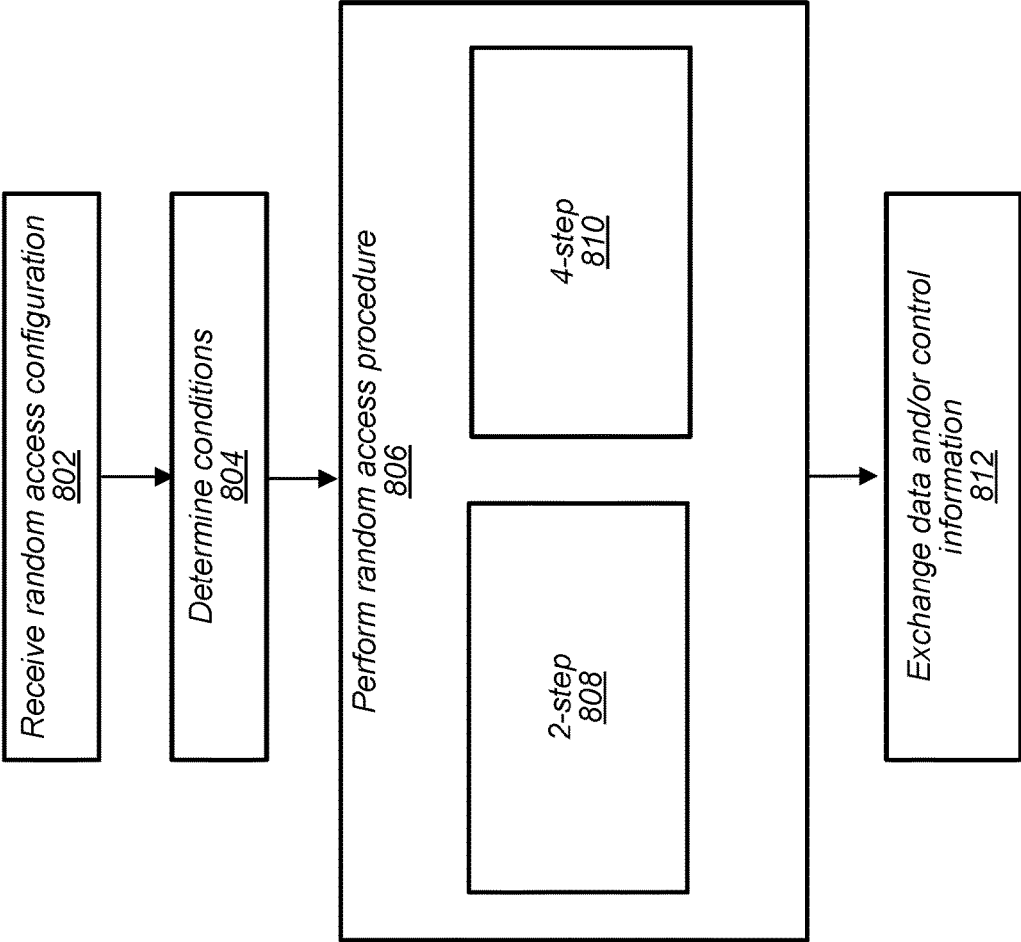 Receive random access configuration
802
Determine conditions
804
Perform random access procedure
806
2-step
808
4-step
810
Exchange data and/or control
information
812